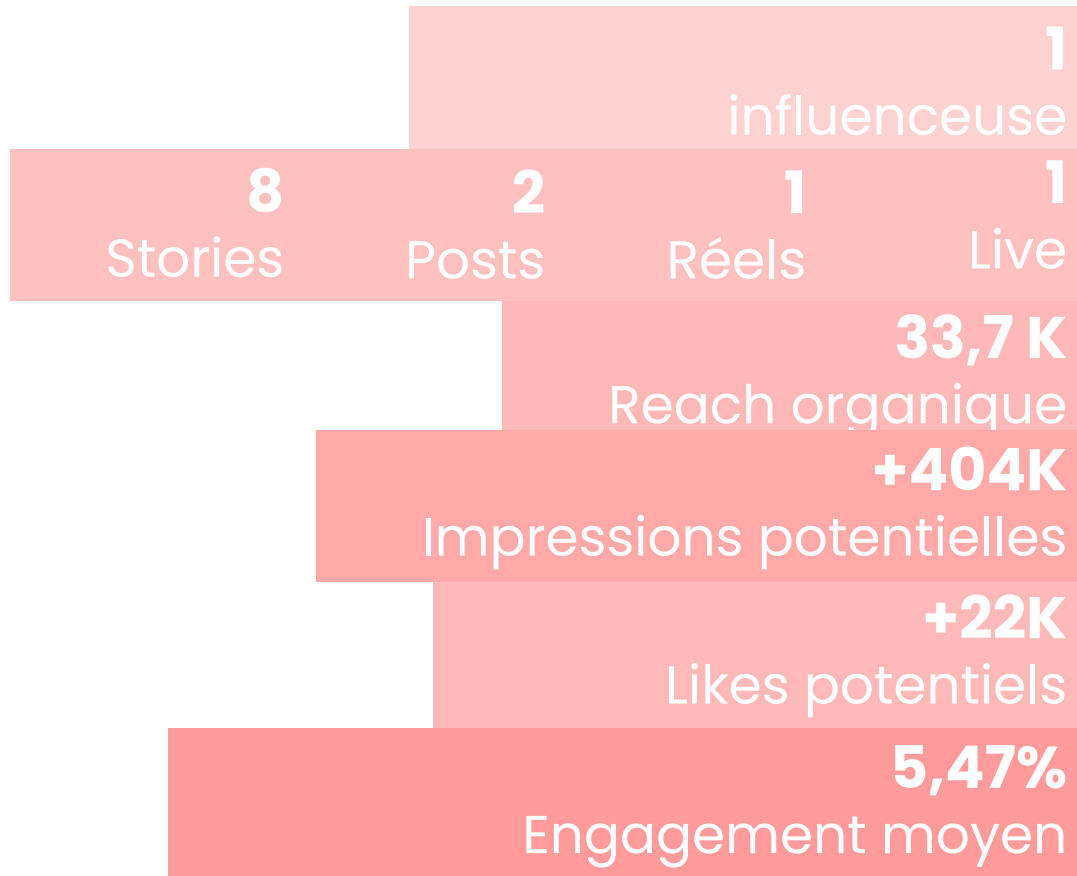 1
influenceuse
8 2 1 1
Stories Posts Réels Live
33,7 K
Reach organique
+404K
Impressions potentielles
+22K
Likes potentiels
5,47%
Engagement moyen